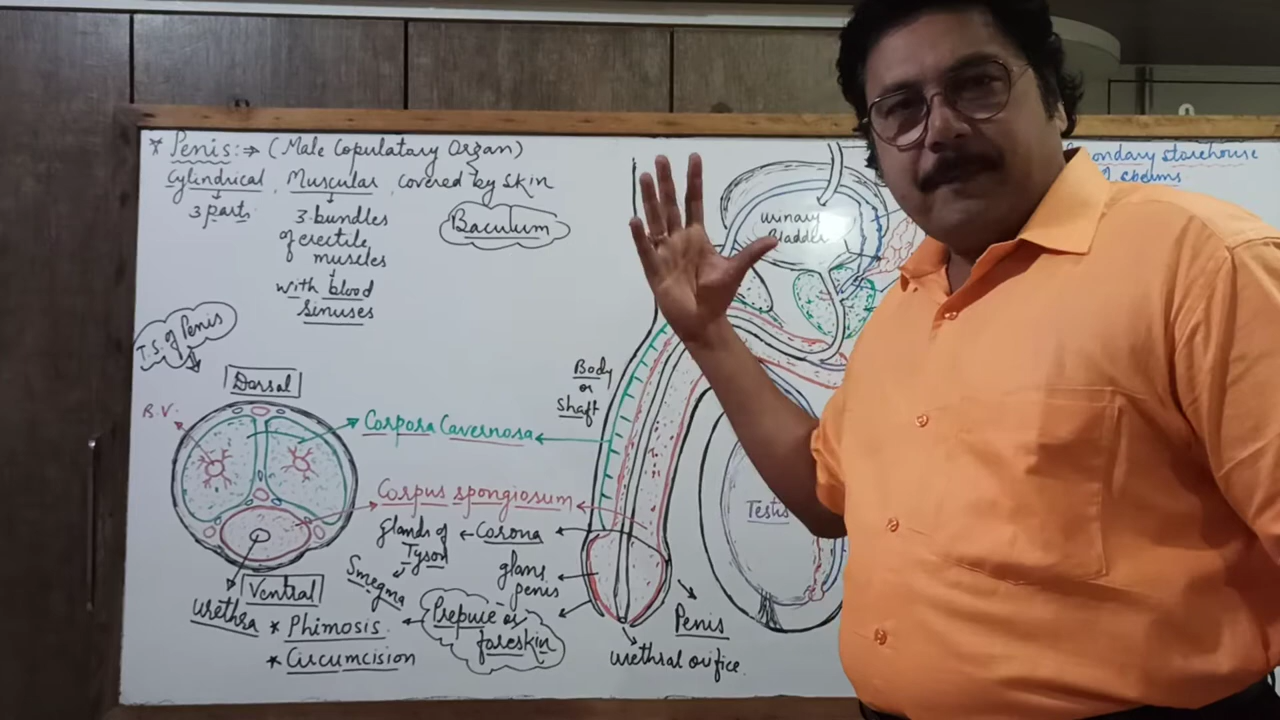 * Penis:⇒ (Male Copulatory Organ)
Cylindrical, Muscular, covered by skin
3 parts
3 bundles
of erectile
muscles
with blood
Sinuses
Baculum
T.S. of Penis
Dorsal
B.V.
Corpora Cavernosa
Corpus spongiosum
glands of
Tyson
Corona
Smegma
glans
penis
Ventral
urethra
* Phimosis
* Circumcision
Prepuce or
foreskin
Body
or
Shaft
Urinary
Bladder
Testis
Penis
urethral orifice
storehouse